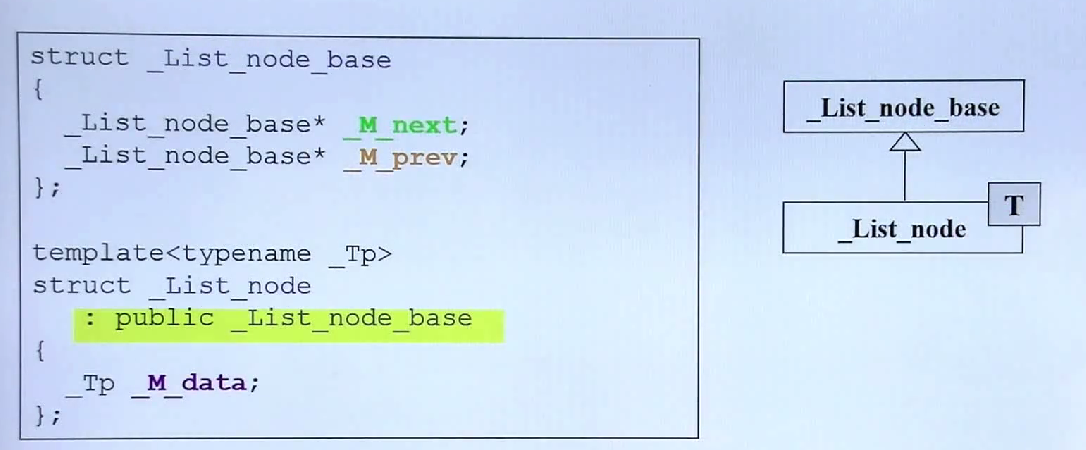 struct _List_node_base
{
_List_node_base* _M_next;
_List_node_base* _M_prev;
};
template<typename _Tp>
struct _List_node
: public _List_node_base
{
_Tp _M_data;
};
_List_node_base
T
_List_node